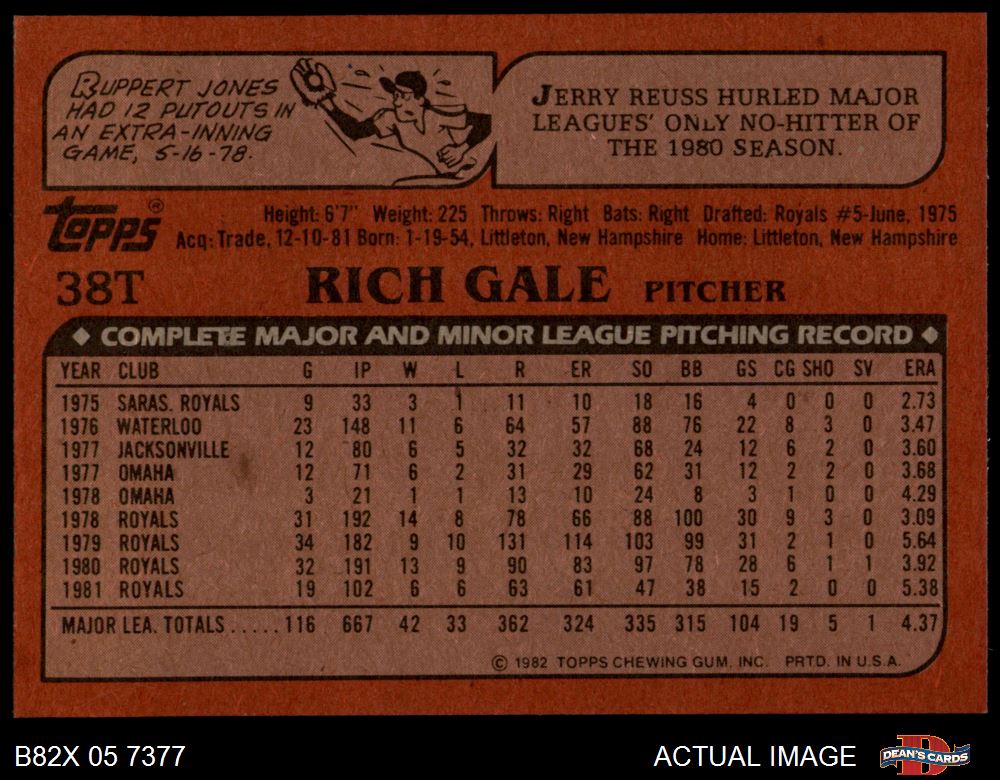 RUPPERT JONES
HAD 12 PUTOUTS IN
AN EXTRA-INNING
GAME, 5-16-78.
JERRY REUSS HURLED MAJOR
LEAGUES' ONLY NO-HITTER OF
THE 1980 SEASON.
Topps®
Height: 6'7" Weight: 225 Throws: Right Bats: Right Drafted: Royals #5-June, 1975
Acq: Trade, 12-10-81 Born: 1-19-54, Littleton, New Hampshire Home: Littleton, New Hampshire
38T RICH GALE PITCHER
◆ COMPLETE MAJOR AND MINOR LEAGUE PITCHING RECORD ◆
YEAR CLUB G IP W L R ER SO BB GS CG SHO SV ERA
1975 SARAS. ROYALS 9 33 3 1 11 10 18 16 4 0 0 0 2.73
1976 WATERLOO 23 148 11 6 64 57 88 76 22 8 3 0 3.47
1977 JACKSONVILLE 12 80 6 5 32 32 68 24 12 6 2 0 3.60
1977 OMAHA 12 71 6 2 31 29 62 31 12 2 2 0 3.68
1978 OMAHA 3 21 1 1 13 10 24 8 3 1 0 0 4.29
1978 ROYALS 31 192 14 8 78 66 88 100 30 9 3 0 3.09
1979 ROYALS 34 182 9 10 131 114 103 99 31 2 1 0 5.64
1980 ROYALS 32 191 13 9 90 83 97 78 28 6 1 1 3.92
1981 ROYALS 19 102 6 6 63 61 47 38 15 2 0 0 5.38
MAJOR LEA. TOTALS.....116 667 42 33 362 324 335 315 104 19 5 1 4.37
© 1982 TOPPS CHEWING GUM, INC. PRTD. IN U.S.A.
B82X 05 7377 ACTUAL IMAGE DEAN'S CARDS